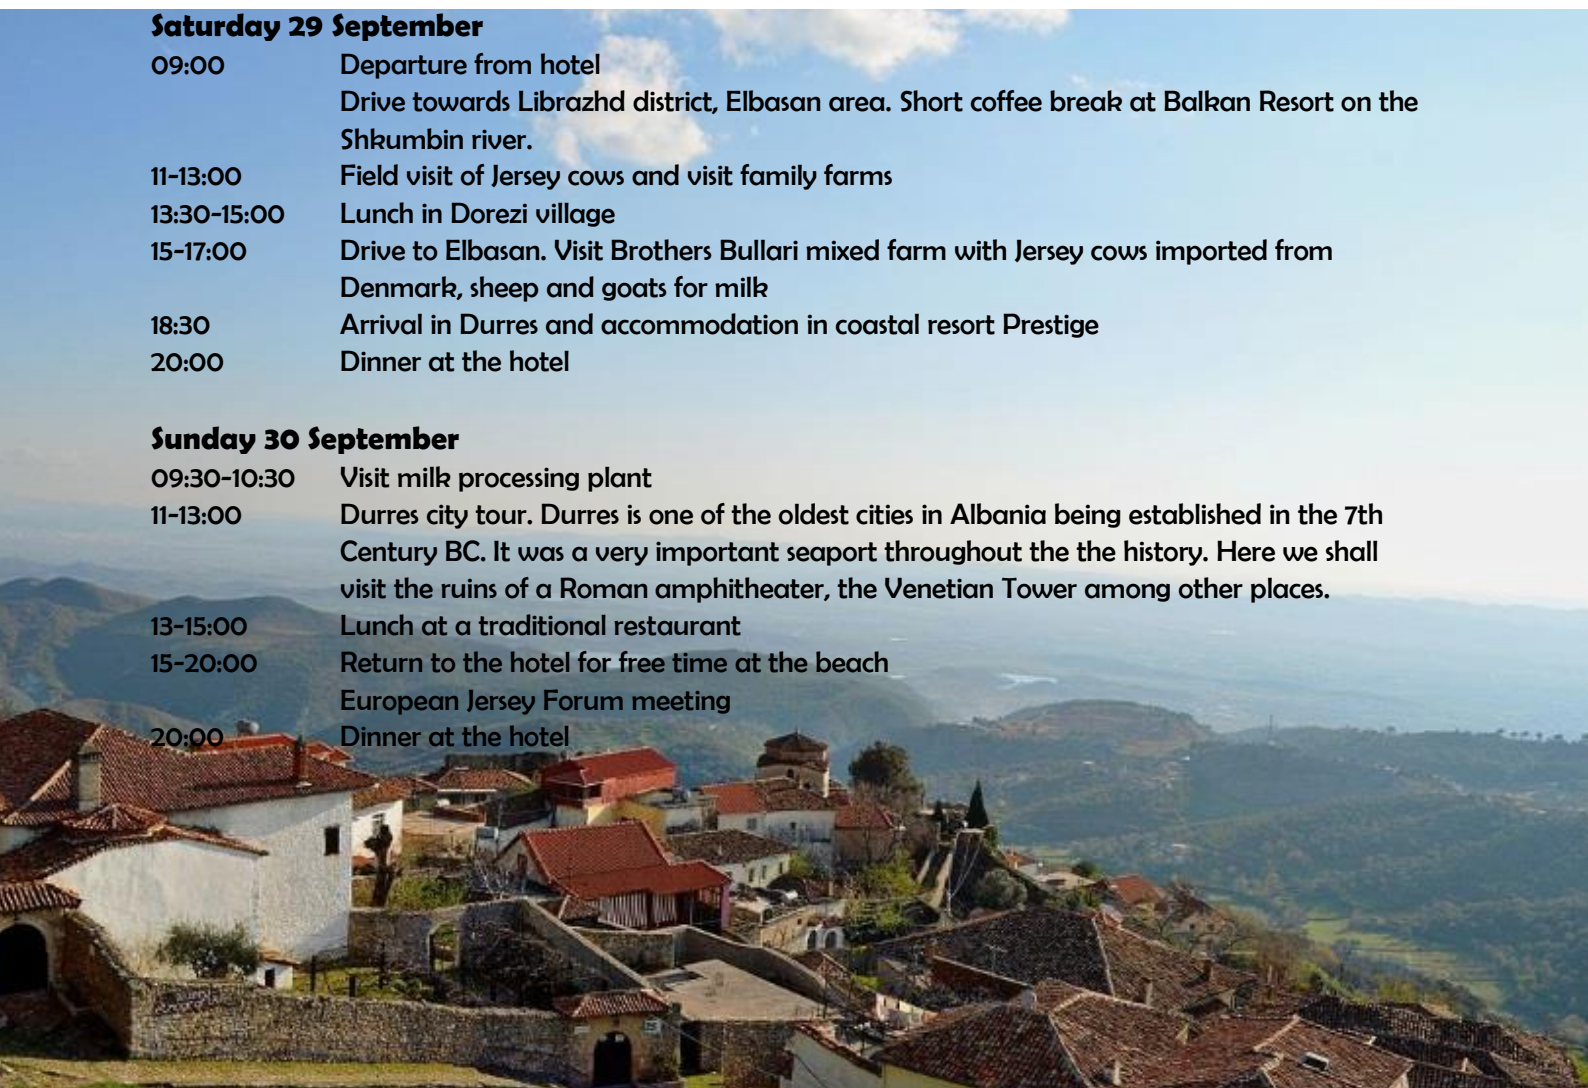 Saturday 29 September
09:00 Departure from hotel
Drive towards Librazhd district, Elbasan area. Short coffee break at Balkan Resort on the
Shkumbin river.
11-13:00 Field visit of Jersey cows and visit family farms
13:30-15:00 Lunch in Dorezi village
15-17:00 Drive to Elbasan. Visit Brothers Bullari mixed farm with Jersey cows imported from
Denmark, sheep and goats for milk
18:30 Arrival in Durres and accommodation in coastal resort Prestige
20:00 Dinner at the hotel
Sunday 30 September
09:30-10:30 Visit milk processing plant
11-13:00 Durres city tour. Durres is one of the oldest cities in Albania being established in the 7th
Century BC. It was a very important seaport throughout the the history. Here we shall
visit the ruins of a Roman amphitheater, the Venetian Tower among other places.
13-15:00 Lunch at a traditional restaurant
15-20:00 Return to the hotel for free time at the beach
European Jersey Forum meeting
20:00 Dinner at the hotel